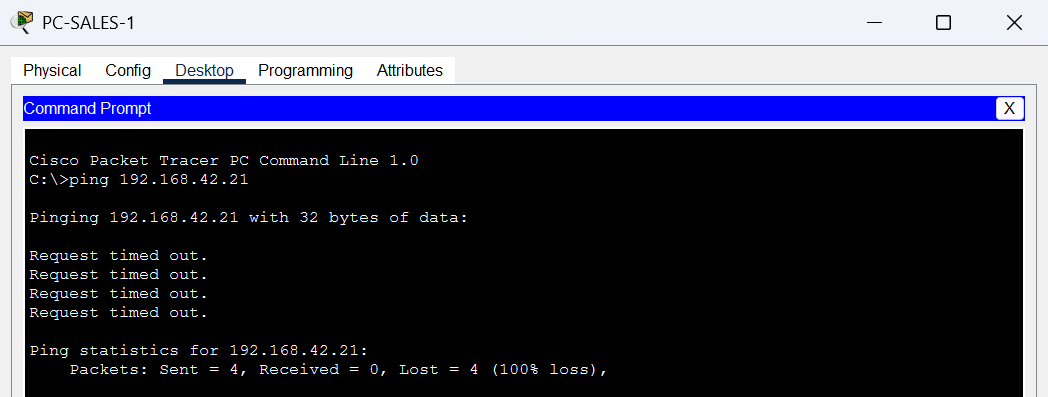 PC-SALES-1
Physical Config Desktop Programming Attributes
Command Prompt X
Cisco Packet Tracer PC Command Line 1.0
C:\>ping 192.168.42.21
Pinging 192.168.42.21 with 32 bytes of data:
Request timed out.
Request timed out.
Request timed out.
Request timed out.
Ping statistics for 192.168.42.21:
Packets: Sent = 4, Received = 0, Lost = 4 (100% loss),